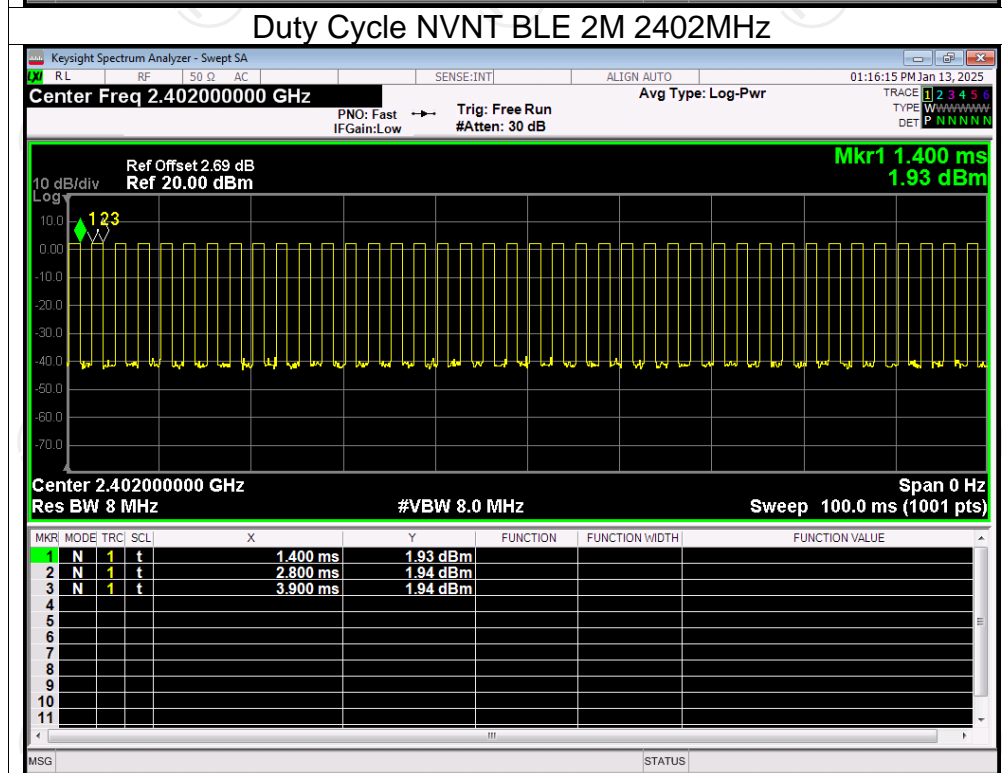 Duty Cycle NVNT BLE 2M 2402MHz
Keysight Spectrum Analyzer - Swept SA
LXI RL RF 50 Ω AC SENSE:INT ALIGN AUTO 01:16:15 PM Jan 13, 2025
Center Freq 2.402000000 GHz Avg Type: Log-Pwr TRACE 1 2 3 4 5 6
PNO: Fast Trig: Free Run TYPE WWWWWW
IFGain:Low #Atten: 30 dB DET P N N N N N
Mkr1 1.400 ms
Ref Offset 2.69 dB
10 dB/div Ref 20.00 dBm 1.93 dBm
Log
10.0
1 2 3
0.00
-10.0
-20.0
-30.0
-40.0
-50.0
-60.0
-70.0
Center 2.402000000 GHz Span 0 Hz
Res BW 8 MHz #VBW 8.0 MHz Sweep 100.0 ms (1001 pts)
MKR MODE TRC SCL X Y FUNCTION FUNCTION WIDTH FUNCTION VALUE
1 N 1 t 1.400 ms 1.93 dBm
2 N 1 t 2.800 ms 1.94 dBm
3 N 1 t 3.900 ms 1.94 dBm
4
5
6
7
8
9
10
11
MSG STATUS